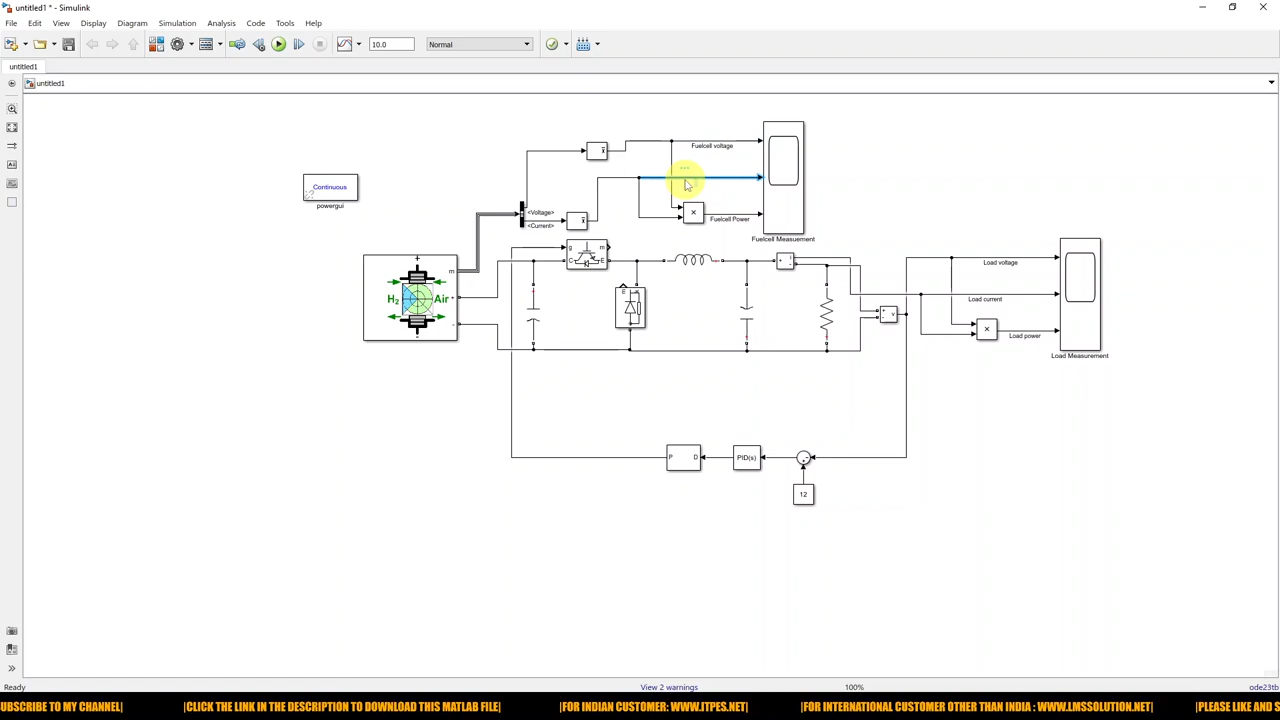 untitled1 * - Simulink
File Edit View Display Diagram Simulation Analysis Code Tools Help
10.0 Normal
untitled1
untitled1
Continuous
powergui
Fuelcell voltage
<Voltage>
<Current>
Fuelcell Power
Fuelcell Measuement
g m
C E
m
+
-
H2 Air
+
-
Load voltage
Load current
Load power
Load Measurement
P D
PID(s)
12
Ready View 2 warnings 100% ode23tb
SUBSCRIBE TO MY CHANNEL| |CLICK THE LINK IN THE DESCRIPTION TO DOWNLOAD THIS MATLAB FILE| |FOR INDIAN CUSTOMER: WWW.ITPES.NET| |FOR INTERNATIONAL CUSTOMER OTHER THAN INDIA : WWW.LMSSOLUTION.NET| |PLEASE LIKE AND S